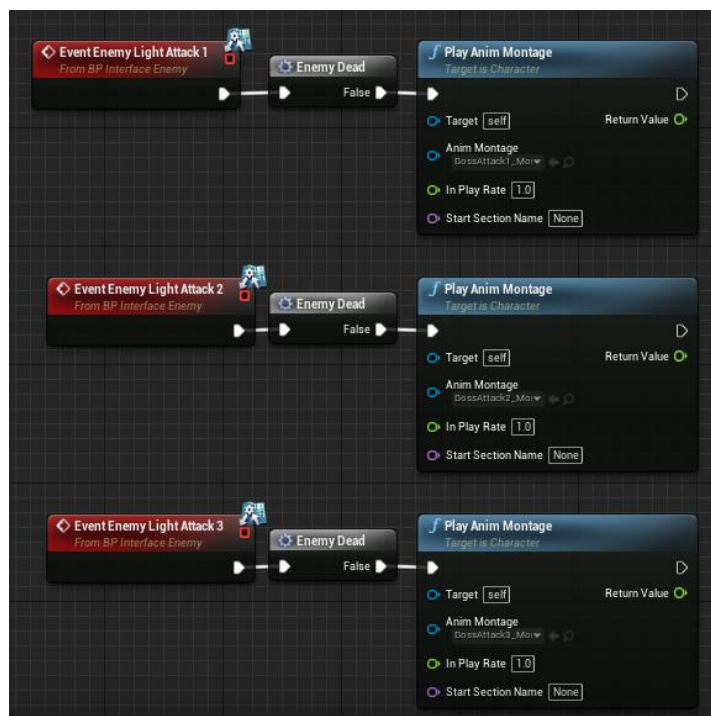 Event Enemy Light Attack 1
From BP Interface Enemy
Enemy Dead
False
Play Anim Montage
Target is Character
Target self
Return Value
Anim Montage
BossAttack1_Mor
In Play Rate 1.0
Start Section Name None
Event Enemy Light Attack 2
From BP Interface Enemy
Enemy Dead
False
Play Anim Montage
Target is Character
Target self
Return Value
Anim Montage
BossAttack2_Mor
In Play Rate 1.0
Start Section Name None
Event Enemy Light Attack 3
From BP Interface Enemy
Enemy Dead
False
Play Anim Montage
Target is Character
Target self
Return Value
Anim Montage
BossAttack3_Mor
In Play Rate 1.0
Start Section Name None